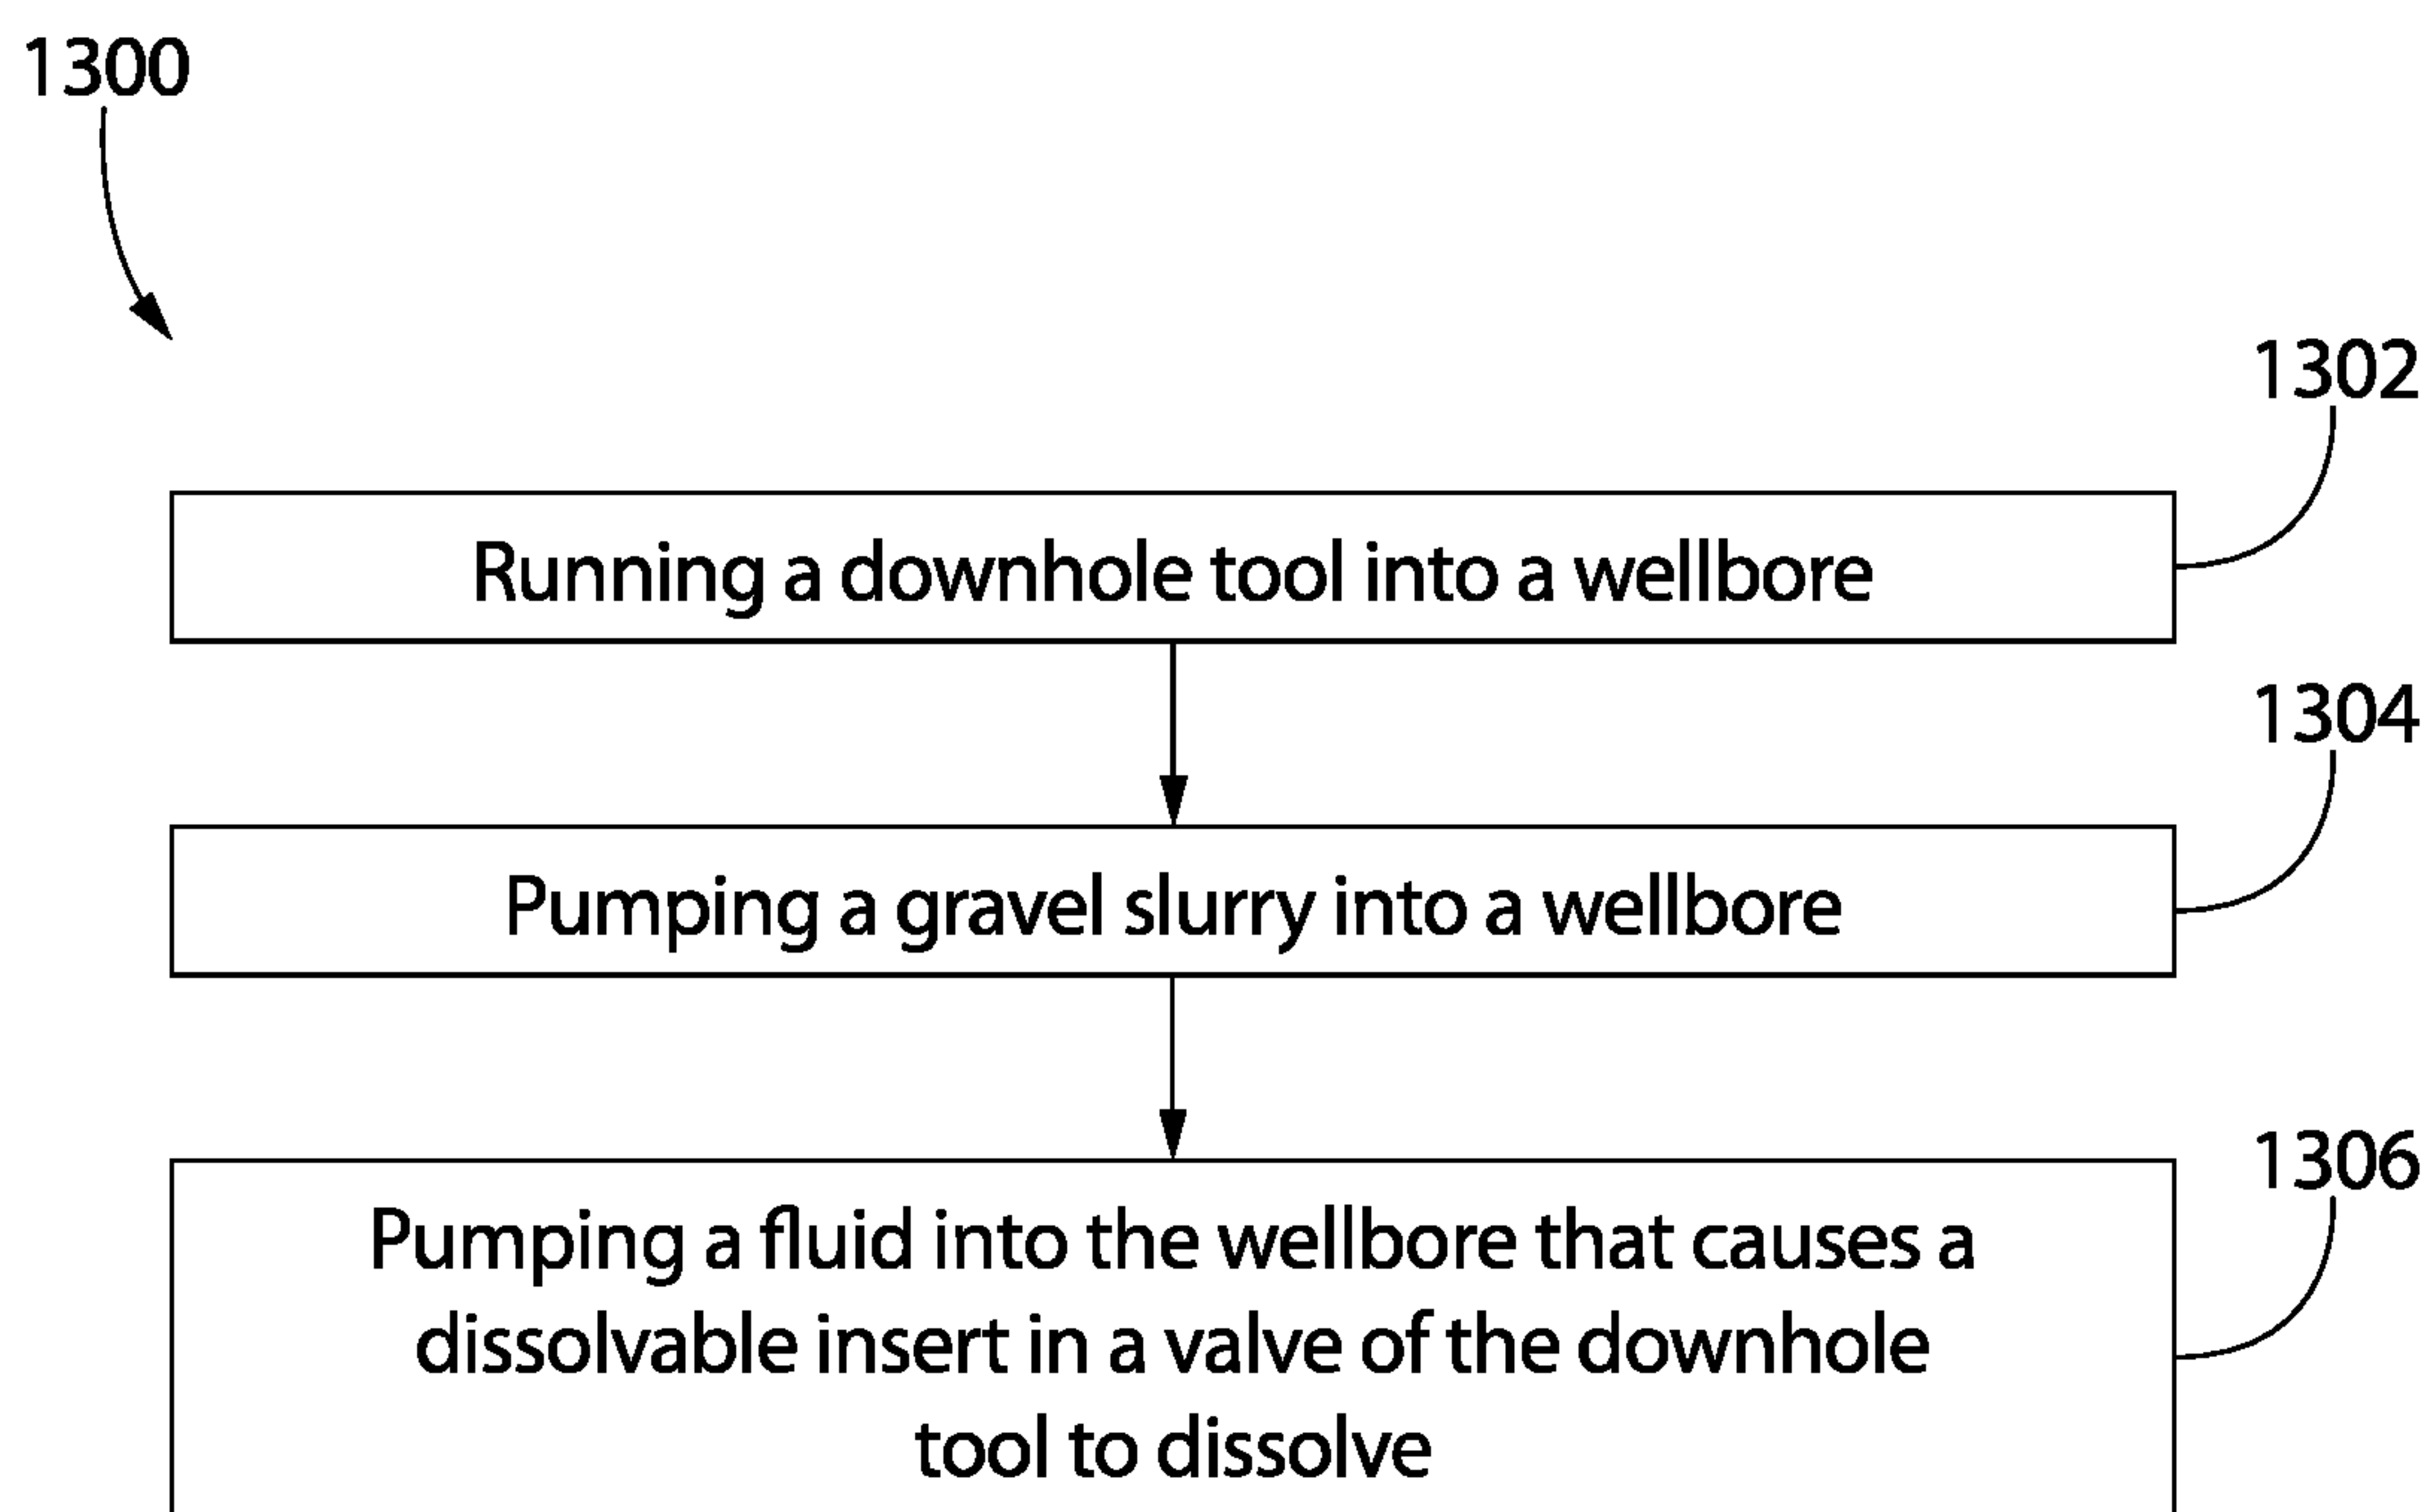 1300
1302
Running a downhole tool into a wellbore
1304
Pumping a gravel slurry into a wellbore
1306
Pumping a fluid into the wellbore that causes a
dissolvable insert in a valve of the downhole
tool to dissolve